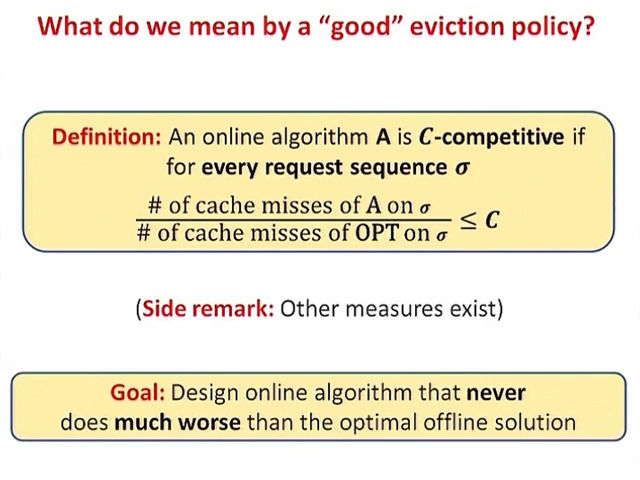 What do we mean by a “good” eviction policy?
Definition: An online algorithm A is C-competitive if
for every request sequence σ
# of cache misses of A on σ
# of cache misses of OPT on σ
≤ C
(Side remark: Other measures exist)
Goal: Design online algorithm that never
does much worse than the optimal offline solution